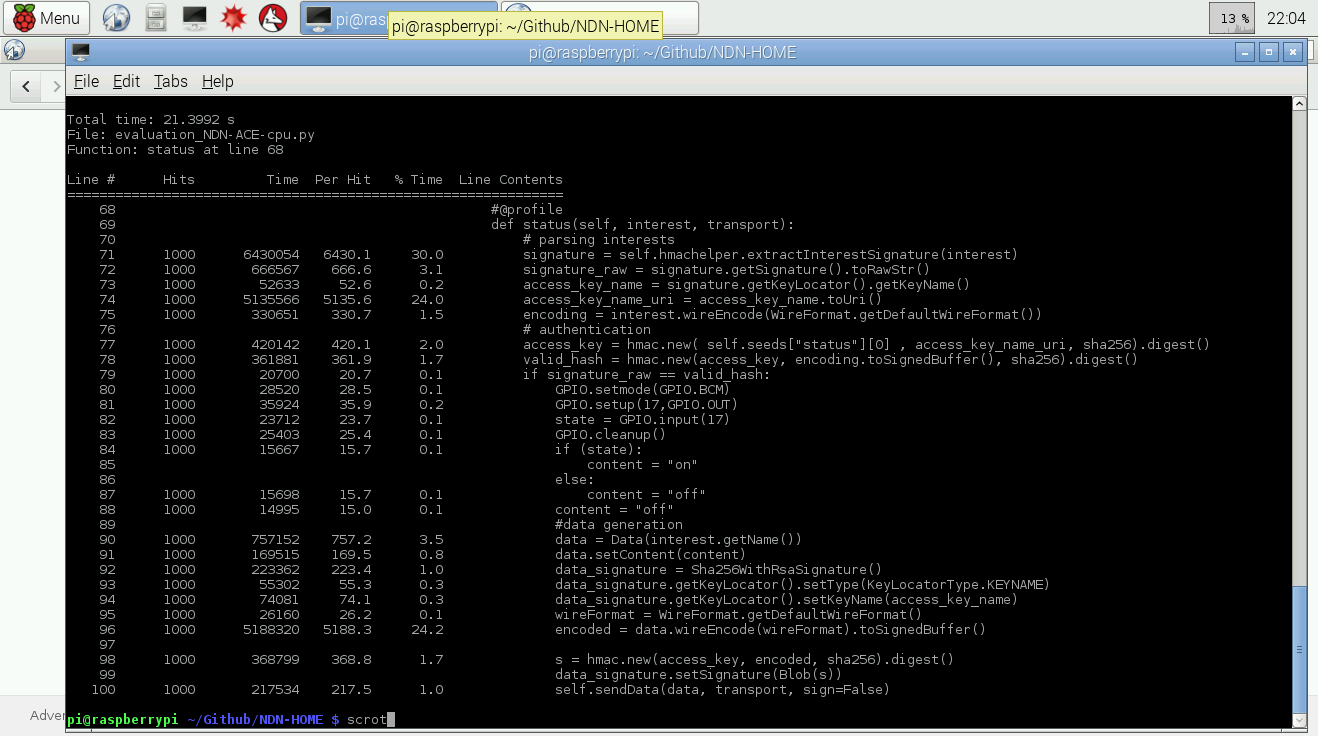 Menu
pi@ras
pi@raspberrypi: ~/Github/NDN-HOME
13 %
22:04
pi@raspberrypi: ~/Github/NDN-HOME
File Edit Tabs Help
Total time: 21.3992 s
File: evaluation_NDN-ACE-cpu.py
Function: status at line 68
Line # Hits Time Per Hit % Time Line Contents
==============================================================
68 #@profile
69 def status(self, interest, transport):
70 # parsing interests
71 1000 6430054 6430.1 30.0 signature = self.hmachelper.extractInterestSignature(interest)
72 1000 666567 666.6 3.1 signature_raw = signature.getSignature().toRawStr()
73 1000 52633 52.6 0.2 access_key_name = signature.getKeyLocator().getKeyName()
74 1000 5135566 5135.6 24.0 access_key_name_uri = access_key_name.toUri()
75 1000 330651 330.7 1.5 encoding = interest.wireEncode(WireFormat.getDefaultWireFormat())
76 # authentication
77 1000 420142 420.1 2.0 access_key = hmac.new( self.seeds["status"][0] , access_key_name_uri, sha256).digest()
78 1000 361881 361.9 1.7 valid_hash = hmac.new(access_key, encoding.toSignedBuffer(), sha256).digest()
79 1000 20700 20.7 0.1 if signature_raw == valid_hash:
80 1000 28520 28.5 0.1 GPIO.setmode(GPIO.BCM)
81 1000 35924 35.9 0.2 GPIO.setup(17,GPIO.OUT)
82 1000 23712 23.7 0.1 state = GPIO.input(17)
83 1000 25403 25.4 0.1 GPIO.cleanup()
84 1000 15667 15.7 0.1 if (state):
85 content = "on"
86 else:
87 1000 15698 15.7 0.1 content = "off"
88 1000 14995 15.0 0.1 content = "off"
89 #data generation
90 1000 757152 757.2 3.5 data = Data(interest.getName())
91 1000 169515 169.5 0.8 data.setContent(content)
92 1000 223362 223.4 1.0 data_signature = Sha256WithRsaSignature()
93 1000 55302 55.3 0.3 data_signature.getKeyLocator().setType(KeyLocatorType.KEYNAME)
94 1000 74081 74.1 0.3 data_signature.getKeyLocator().setKeyName(access_key_name)
95 1000 26160 26.2 0.1 wireFormat = WireFormat.getDefaultWireFormat()
96 1000 5188320 5188.3 24.2 encoded = data.wireEncode(wireFormat).toSignedBuffer()
97
98 1000 368799 368.8 1.7 s = hmac.new(access_key, encoded, sha256).digest()
99 data_signature.setSignature(Blob(s))
100 1000 217534 217.5 1.0 self.sendData(data, transport, sign=False)
Adver
pi@raspberrypi ~/Github/NDN-HOME $ scrot